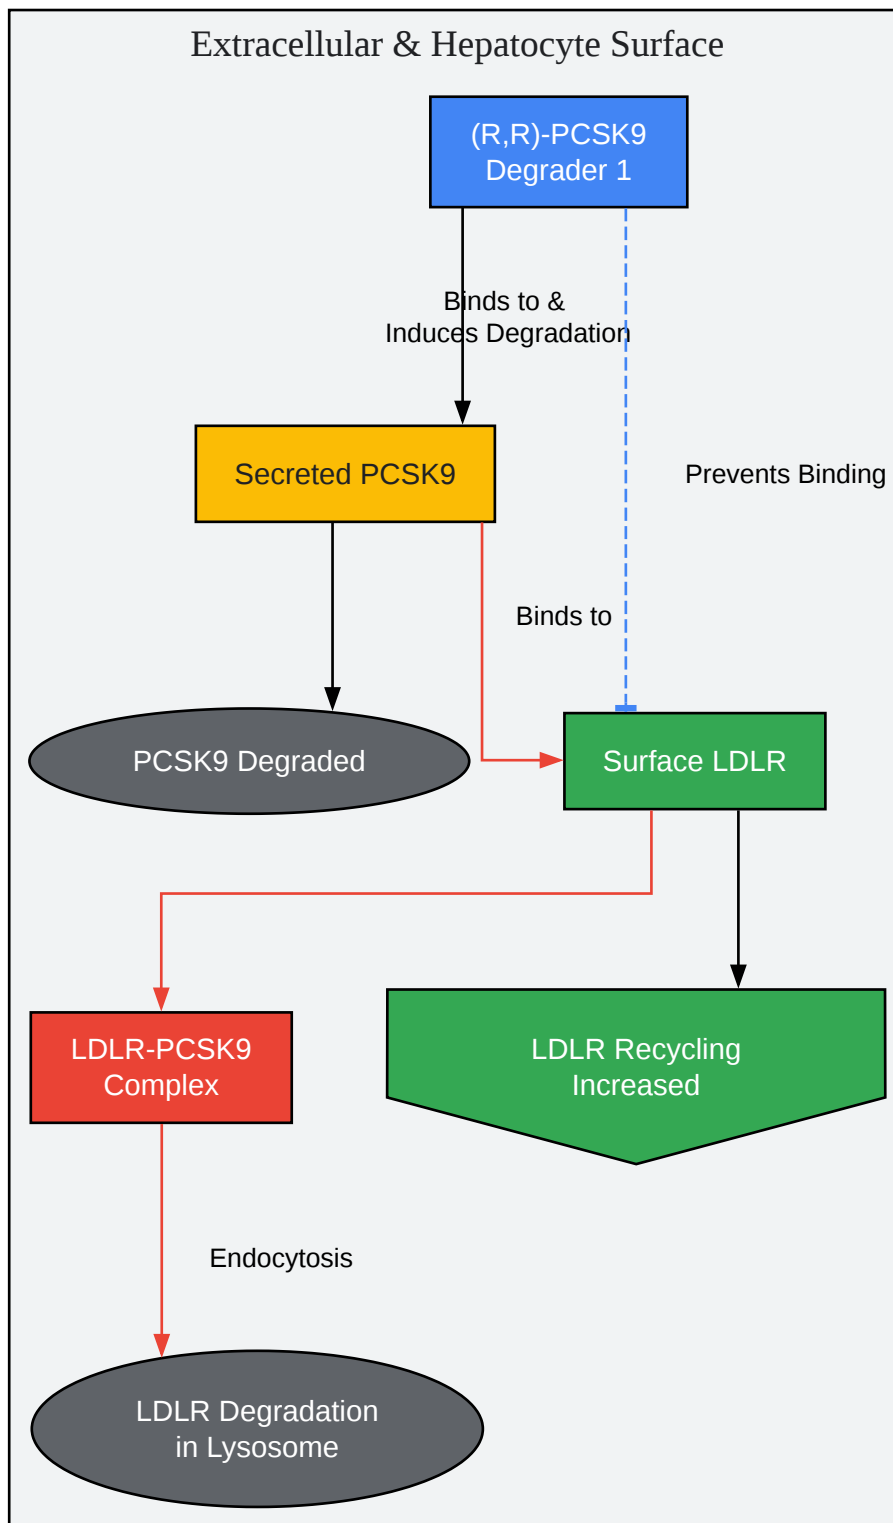 Extracellular & Hepatocyte Surface
(R,R)-PCSK9
Degrader 1
Binds to &
Induces Degradation
Secreted PCSK9
Prevents Binding
Binds to
PCSK9 Degraded
Surface LDLR
LDLR-PCSK9
Complex
LDLR Recycling
Increased
Endocytosis
LDLR Degradation
in Lysosome